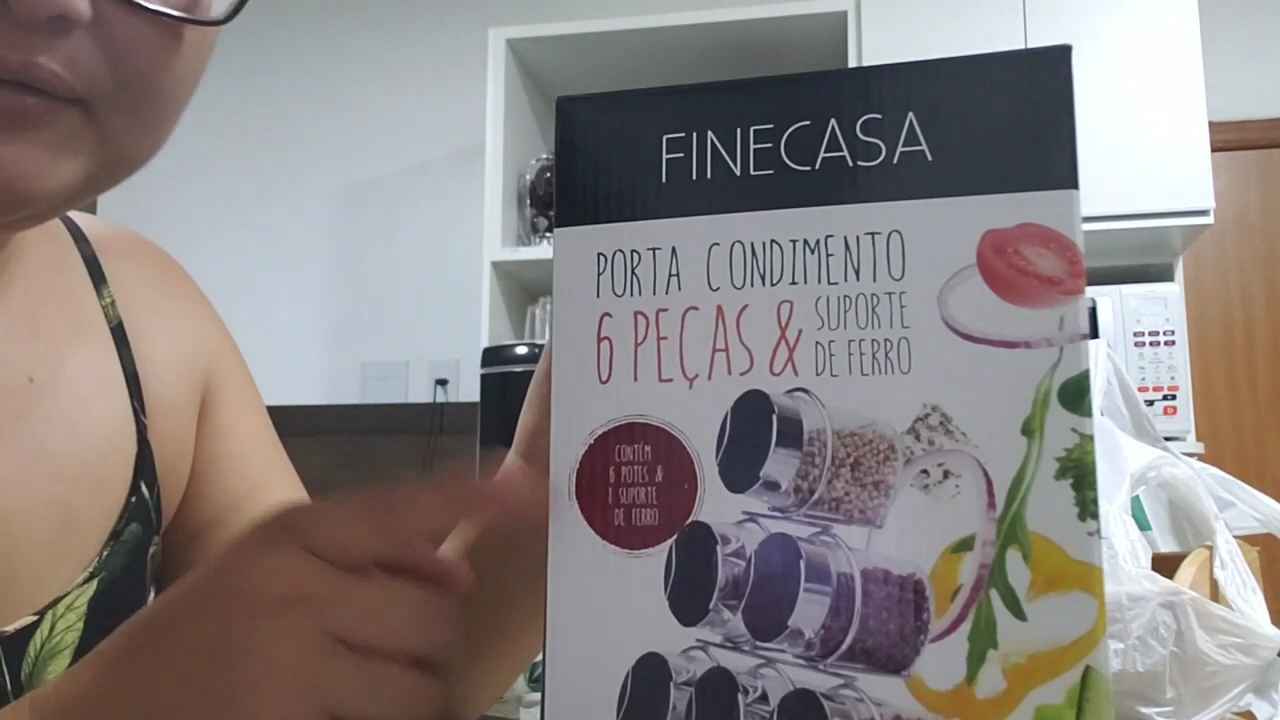 FINECASA
PORTA CONDIMENTO
6 PEÇAS & SUPORTE
DE FERRO
CONTÉM
6 POTES &
1 SUPORTE
DE FERRO